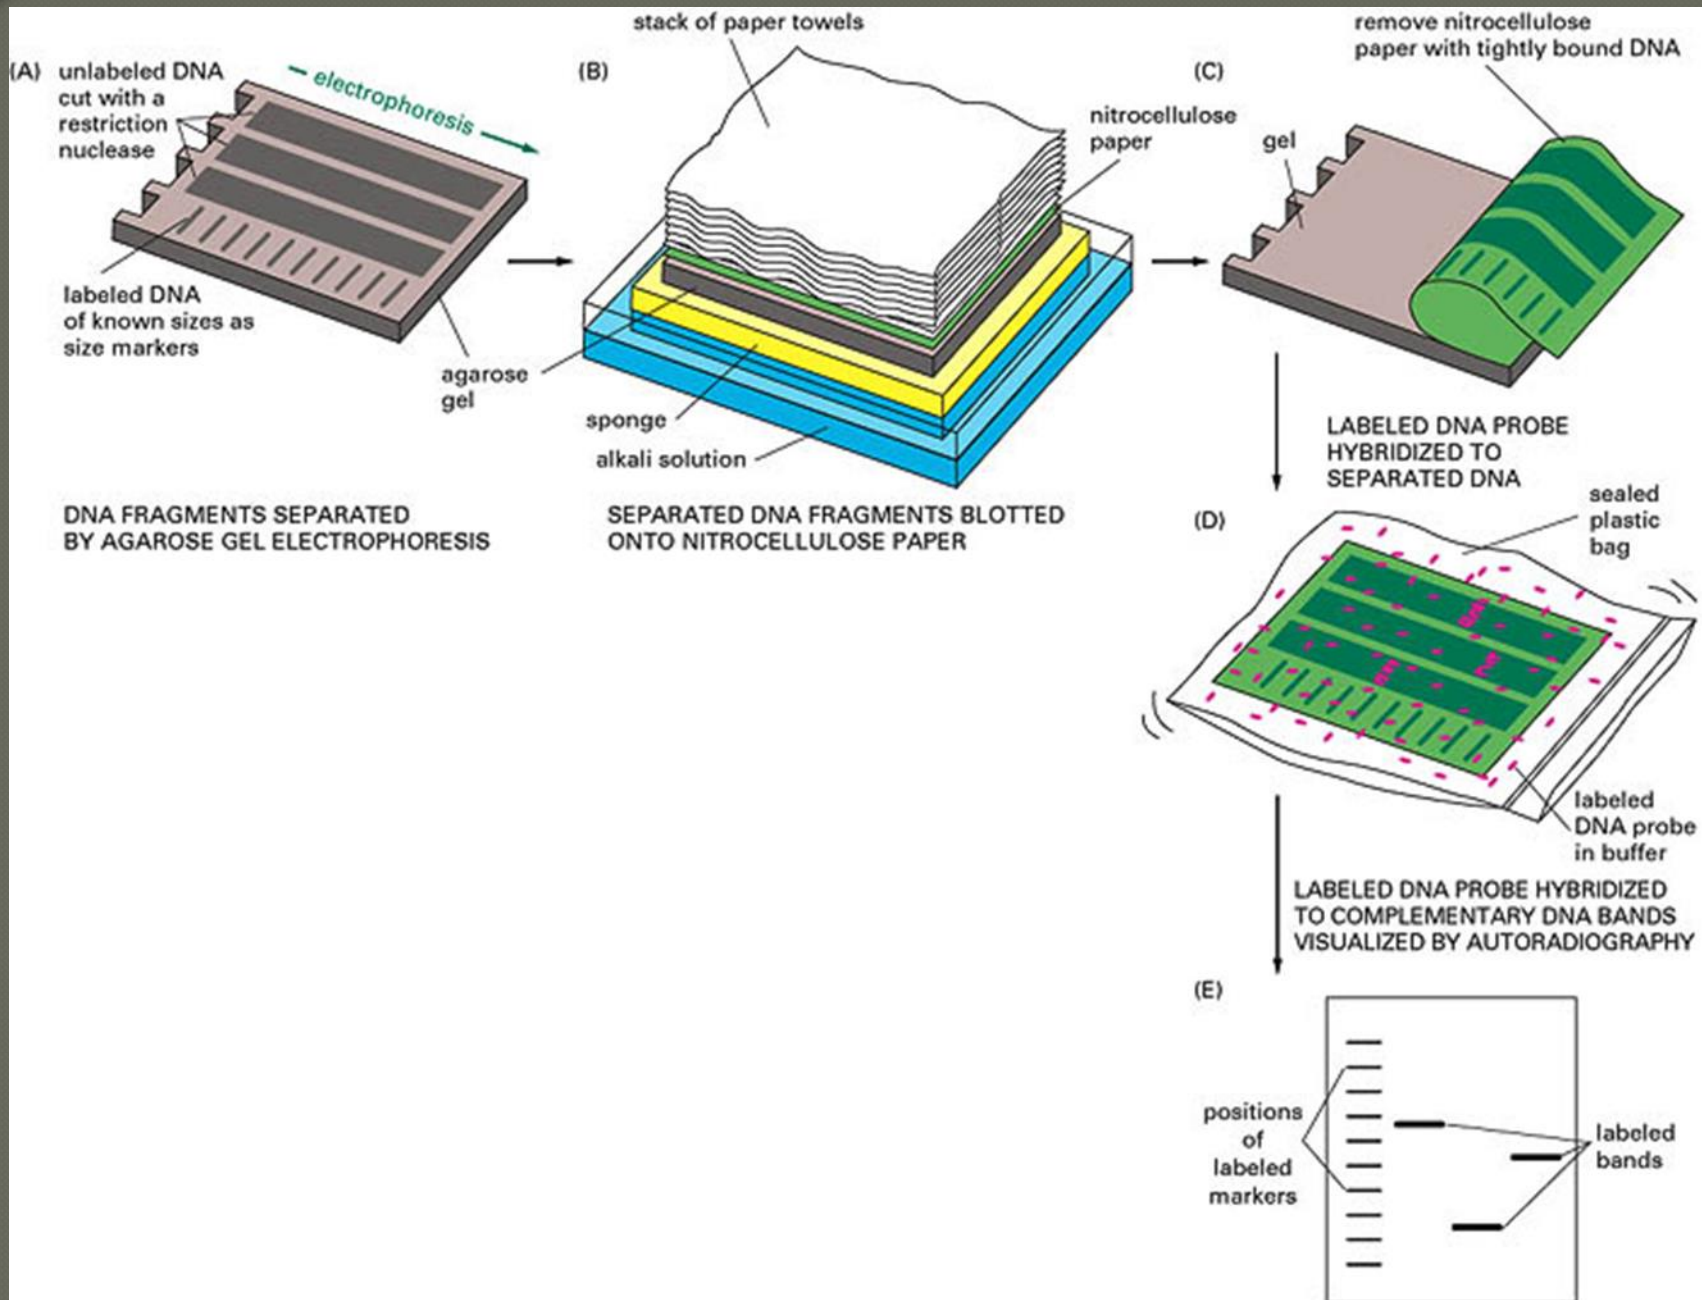 (A)
unlabeled DNA
cut with a
restriction
nuclease
electrophoresis
labeled DNA
of known sizes as
size markers
agarose
gel
DNA FRAGMENTS SEPARATED
BY AGAROSE GEL ELECTROPHORESIS
(B)
stack of paper towels
nitrocellulose
paper
sponge
alkali solution
SEPARATED DNA FRAGMENTS BLOTTED
ONTO NITROCELLULOSE PAPER
(C)
remove nitrocellulose
paper with tightly bound DNA
gel
LABELED DNA PROBE
HYBRIDIZED TO
SEPARATED DNA
(D)
sealed
plastic
bag
labeled
DNA probe
in buffer
LABELED DNA PROBE HYBRIDIZED
TO COMPLEMENTARY DNA BANDS
VISUALIZED BY AUTORADIOGRAPHY
(E)
positions
of
labeled
markers
labeled
bands